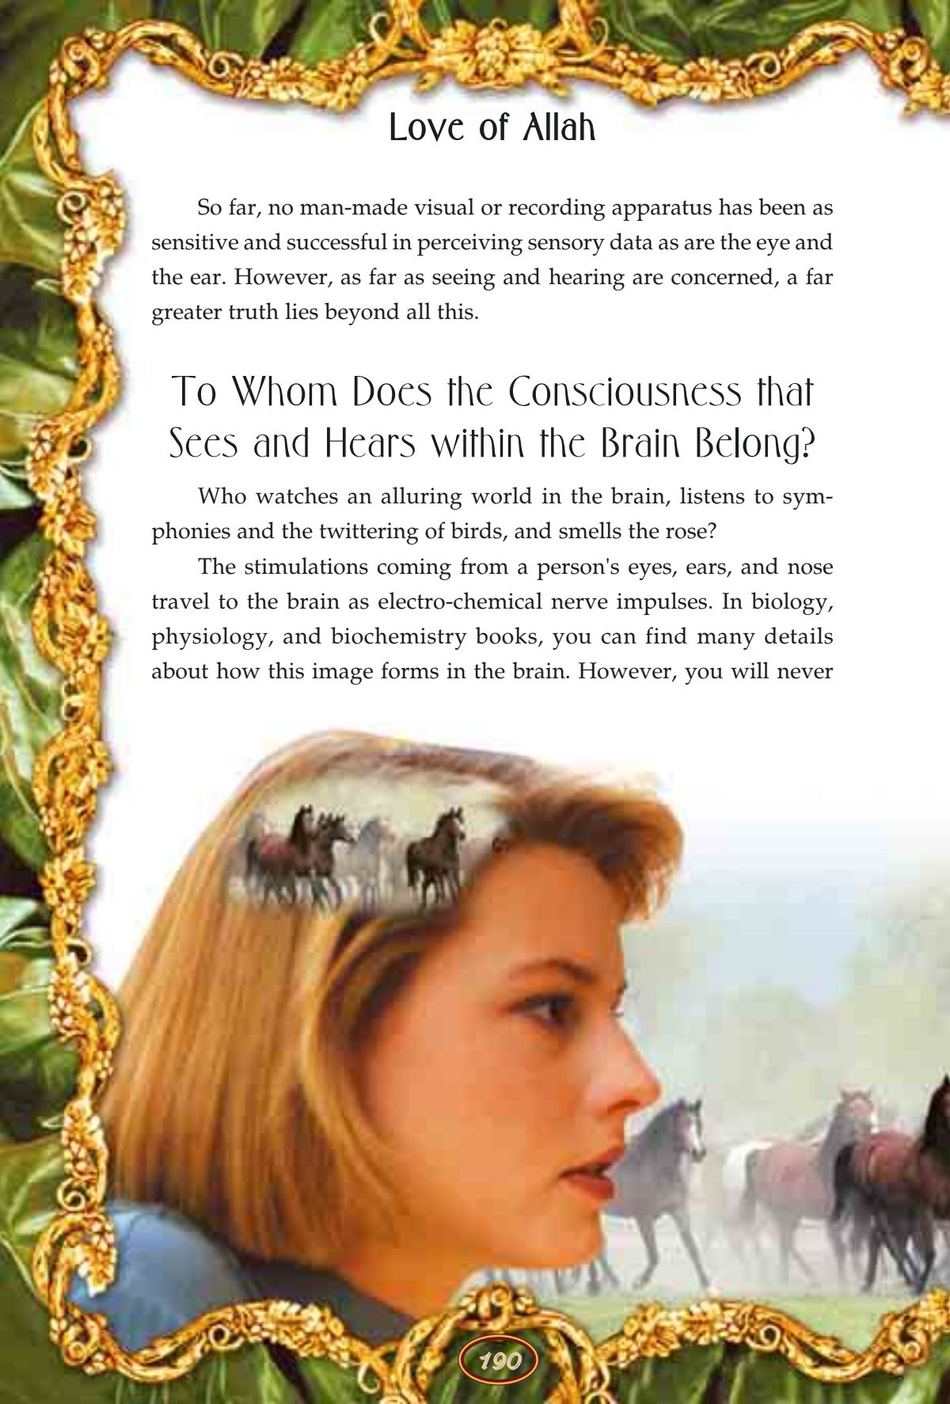 Love of Allah
So far, no man-made visual or recording apparatus has been as
sensitive and successful in perceiving sensory data as are the eye and
the ear. However, as far as seeing and hearing are concerned, a far
greater truth lies beyond all this.
To Whom Does the Consciousness that
Sees and Hears within the Brain Belong?
Who watches an alluring world in the brain, listens to sym-
phonies and the twittering of birds, and smells the rose?
The stimulations coming from a person's eyes, ears, and nose
travel to the brain as electro-chemical nerve impulses. In biology,
physiology, and biochemistry books, you can find many details
about how this image forms in the brain. However, you will never
190